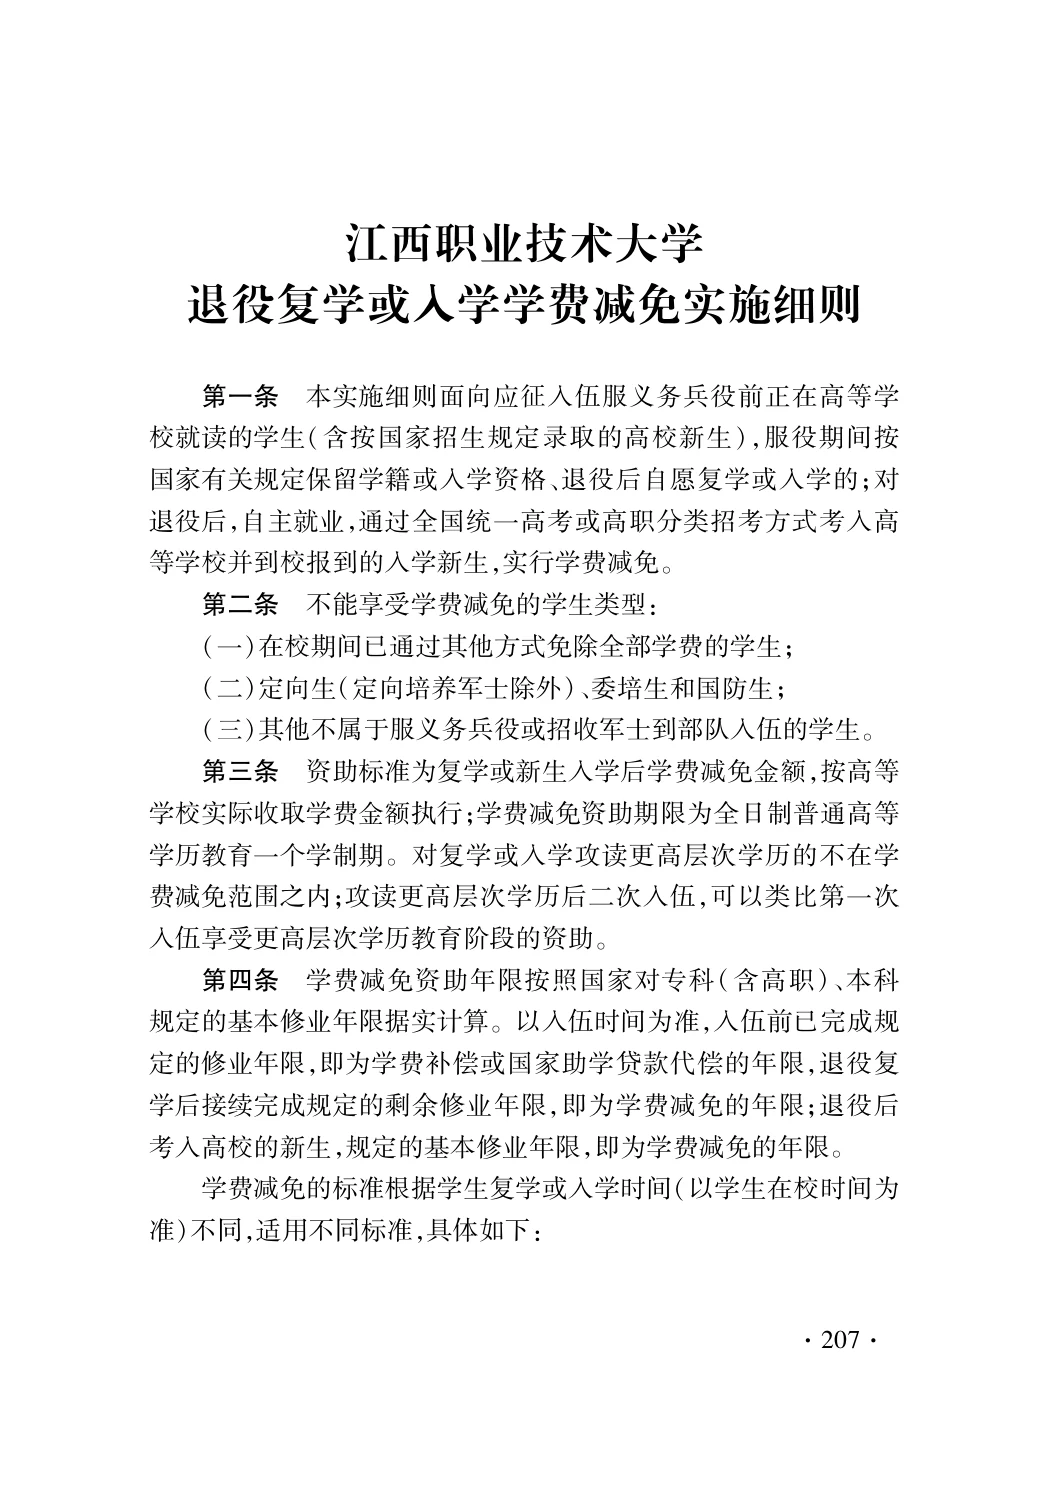 江西职业技术大学
退役复学或入学学费减免实施细则
第一条　本实施细则面向应征入伍服义务兵役前正在高等学
校就读的学生(含按国家招生规定录取的高校新生),服役期间按
国家有关规定保留学籍或入学资格、退役后自愿复学或入学的;对
退役后,自主就业,通过全国统一高考或高职分类招考方式考入高
等学校并到校报到的入学新生,实行学费减免。
第二条　不能享受学费减免的学生类型:
(一)在校期间已通过其他方式免除全部学费的学生;
(二)定向生(定向培养军士除外)、委培生和国防生;
(三)其他不属于服义务兵役或招收军士到部队入伍的学生。
第三条　资助标准为复学或新生入学后学费减免金额,按高等
学校实际收取学费金额执行;学费减免资助期限为全日制普通高等
学历教育一个学制期。对复学或入学攻读更高层次学历的不在学
费减免范围之内;攻读更高层次学历后二次入伍,可以类比第一次
入伍享受更高层次学历教育阶段的资助。
第四条　学费减免资助年限按照国家对专科(含高职)、本科
规定的基本修业年限据实计算。以入伍时间为准,入伍前已完成规
定的修业年限,即为学费补偿或国家助学贷款代偿的年限,退役复
学后接续完成规定的剩余修业年限,即为学费减免的年限;退役后
考入高校的新生,规定的基本修业年限,即为学费减免的年限。
学费减免的标准根据学生复学或入学时间(以学生在校时间为
准)不同,适用不同标准,具体如下:
· 207 ·